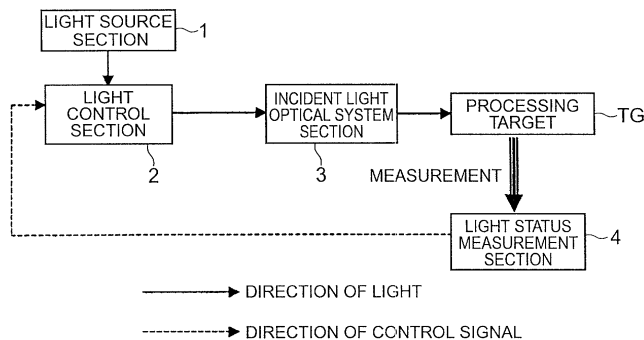 LIGHT SOURCE
SECTION
1
LIGHT
CONTROL
SECTION
2
INCIDENT LIGHT
OPTICAL SYSTEM
SECTION
3
PROCESSING
TARGET
TG
MEASUREMENT
LIGHT STATUS
MEASUREMENT
SECTION
4
DIRECTION OF LIGHT
DIRECTION OF CONTROL SIGNAL